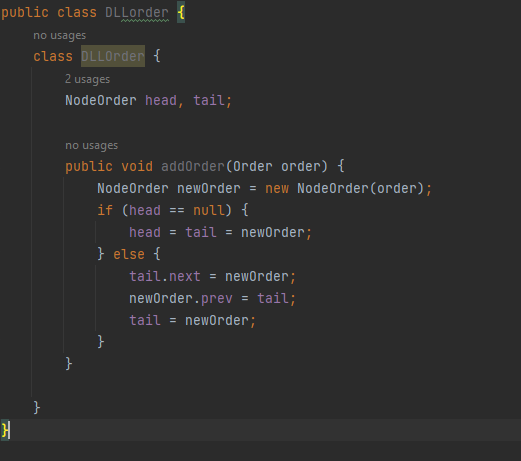 public class DLLorder {
no usages
class DLLOrder {
2 usages
NodeOrder head, tail;
no usages
public void addOrder(Order order) {
NodeOrder newOrder = new NodeOrder(order);
if (head == null) {
head = tail = newOrder;
} else {
tail.next = newOrder;
newOrder.prev = tail;
tail = newOrder;
}
}
}
}